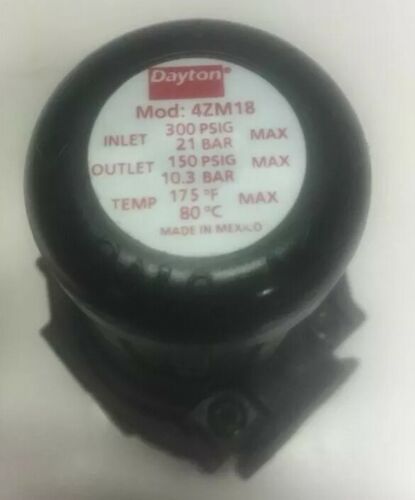 Dayton®
Mod: 4ZM18
INLET 300 PSIG MAX
21 BAR
OUTLET 150 PSIG MAX
10.3 BAR
TEMP 175 °F MAX
80 °C
MADE IN MEXICO